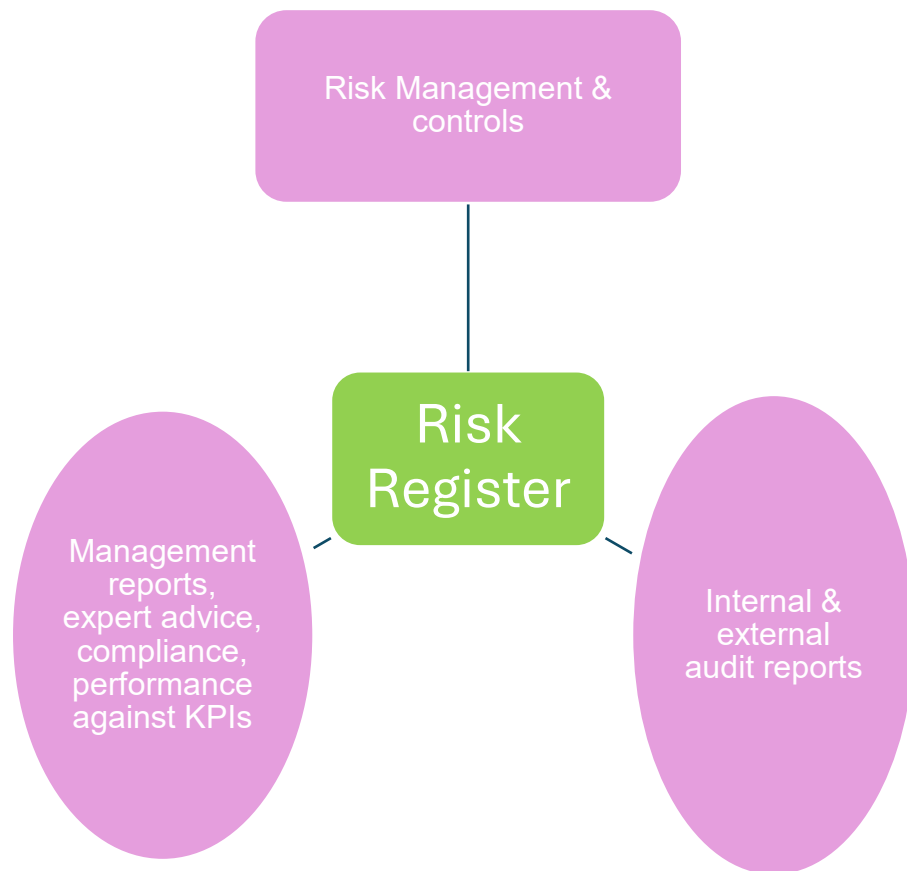 Risk Management &
controls
Risk
Register
Management
reports,
expert advice,
compliance,
performance
against KPIs
Internal &
external
audit reports